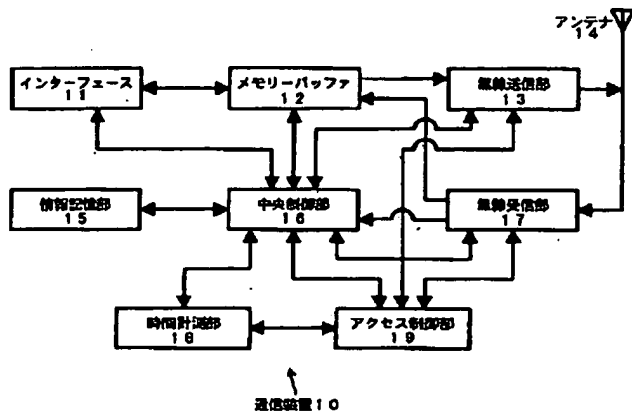 アンテナ
14
インターフェース
11
メモリーバッファ
12
無線送信部
13
情報記憶部
15
中央制御部
16
無線受信部
17
時間計測部
18
アクセス制御部
19
通信装置10